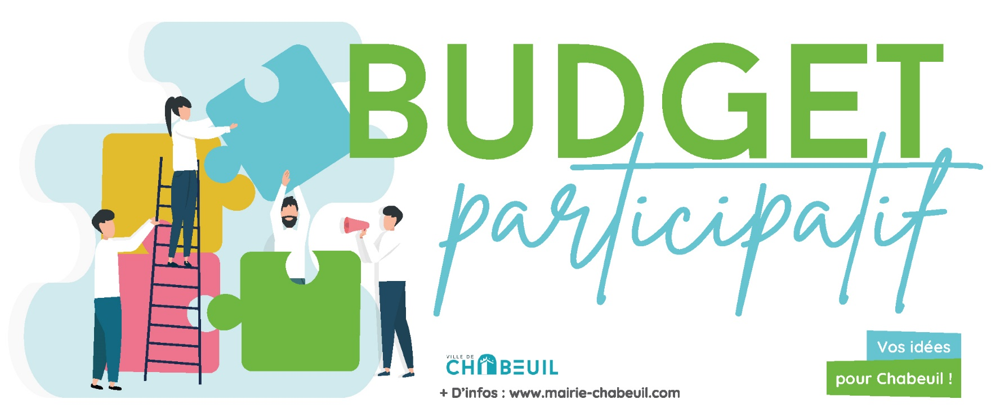 BUDGET
participatif
VILLE DE
CHABEUIL
+ D'infos : www.mairie-chabeuil.com
Vos idées
pour Chabeuil !